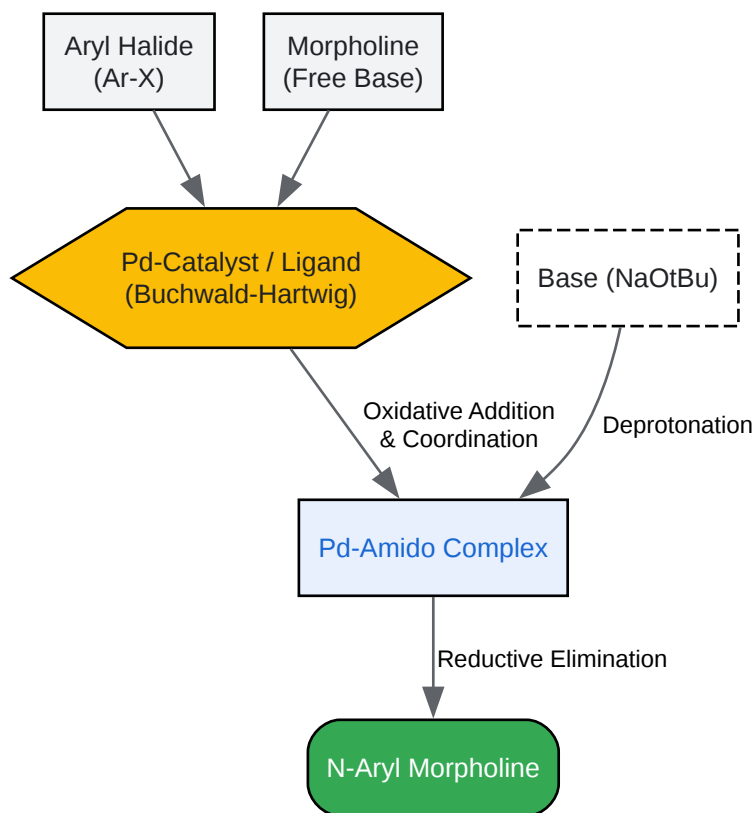 Aryl Halide
(Ar-X)
Morpholine
(Free Base)
Pd-Catalyst / Ligand
(Buchwald-Hartwig)
Base (NaOtBu)
Oxidative Addition
& Coordination
Deprotonation
Pd-Amido Complex
Reductive Elimination
N-Aryl Morpholine